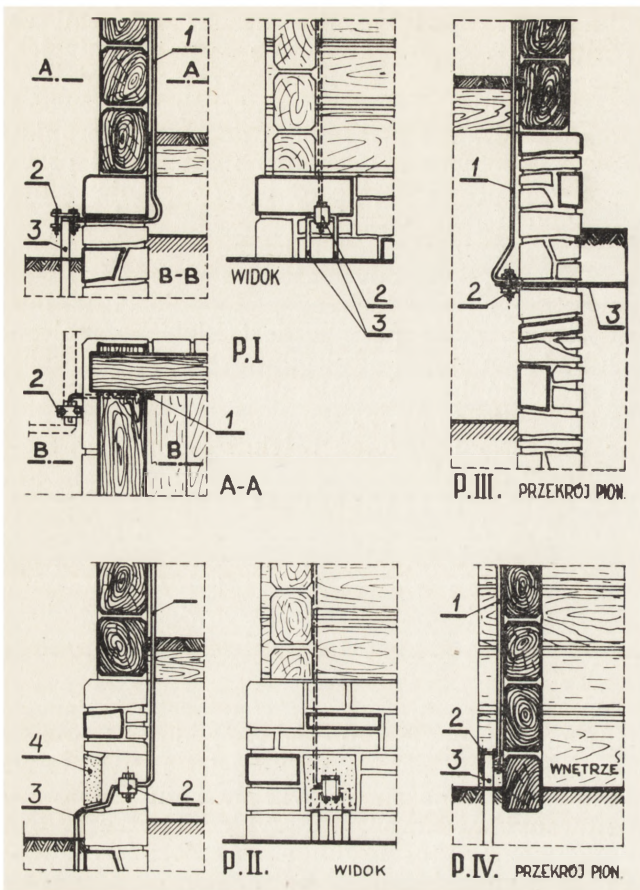 1
A A
2
3
B-B
WIDOK
2
3
P.I
2
1
B B
A-A
1
2
3
P.III. PRZEKRÓJ PION.
4
3
2
P.II. WIDOK
1
2
3
WNĘTRZE
P.IV. PRZEKRÓJ PION.